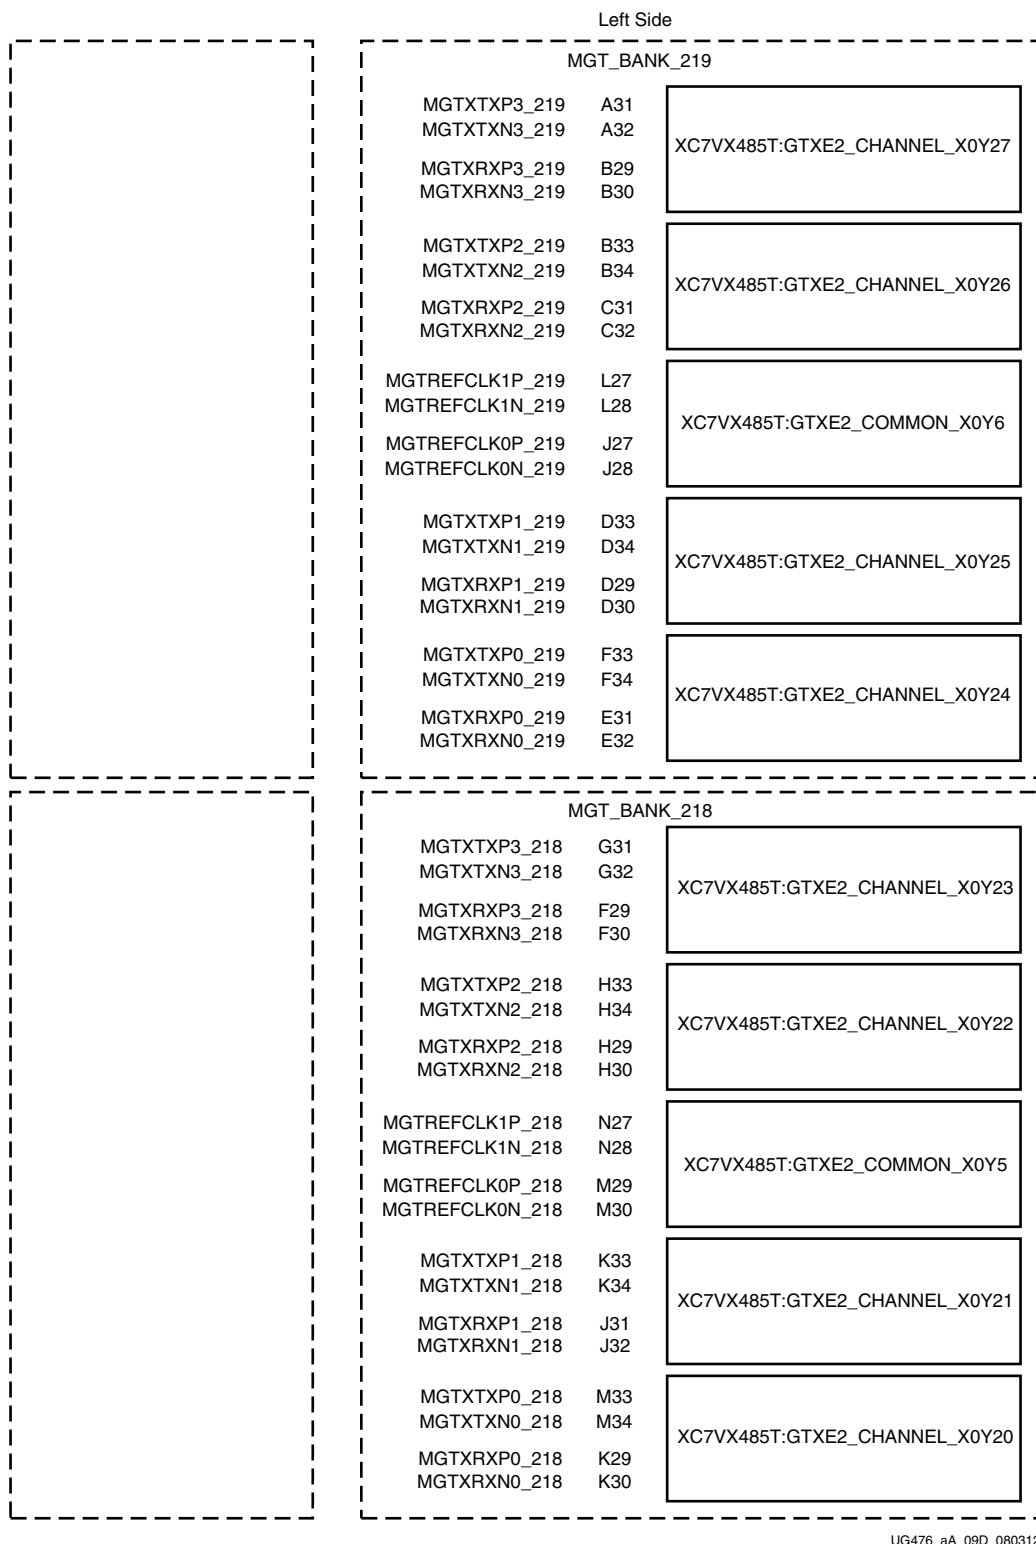 Left Side
MGT_BANK_219
MGTXTXP3_219 A31
MGTXTXN3_219 A32
MGTXRXP3_219 B29
MGTXRXN3_219 B30
XC7VX485T:GTXE2_CHANNEL_X0Y27
MGTXTXP2_219 B33
MGTXTXN2_219 B34
MGTXRXP2_219 C31
MGTXRXN2_219 C32
XC7VX485T:GTXE2_CHANNEL_X0Y26
MGTREFCLK1P_219 L27
MGTREFCLK1N_219 L28
MGTREFCLK0P_219 J27
MGTREFCLK0N_219 J28
XC7VX485T:GTXE2_COMMON_X0Y6
MGTXTXP1_219 D33
MGTXTXN1_219 D34
MGTXRXP1_219 D29
MGTXRXN1_219 D30
XC7VX485T:GTXE2_CHANNEL_X0Y25
MGTXTXP0_219 F33
MGTXTXN0_219 F34
MGTXRXP0_219 E31
MGTXRXN0_219 E32
XC7VX485T:GTXE2_CHANNEL_X0Y24
MGT_BANK_218
MGTXTXP3_218 G31
MGTXTXN3_218 G32
MGTXRXP3_218 F29
MGTXRXN3_218 F30
XC7VX485T:GTXE2_CHANNEL_X0Y23
MGTXTXP2_218 H33
MGTXTXN2_218 H34
MGTXRXP2_218 H29
MGTXRXN2_218 H30
XC7VX485T:GTXE2_CHANNEL_X0Y22
MGTREFCLK1P_218 N27
MGTREFCLK1N_218 N28
MGTREFCLK0P_218 M29
MGTREFCLK0N_218 M30
XC7VX485T:GTXE2_COMMON_X0Y5
MGTXTXP1_218 K33
MGTXTXN1_218 K34
MGTXRXP1_218 J31
MGTXRXN1_218 J32
XC7VX485T:GTXE2_CHANNEL_X0Y21
MGTXTXP0_218 M33
MGTXTXN0_218 M34
MGTXRXP0_218 K29
MGTXRXN0_218 K30
XC7VX485T:GTXE2_CHANNEL_X0Y20
UG476_aA_09D_080312